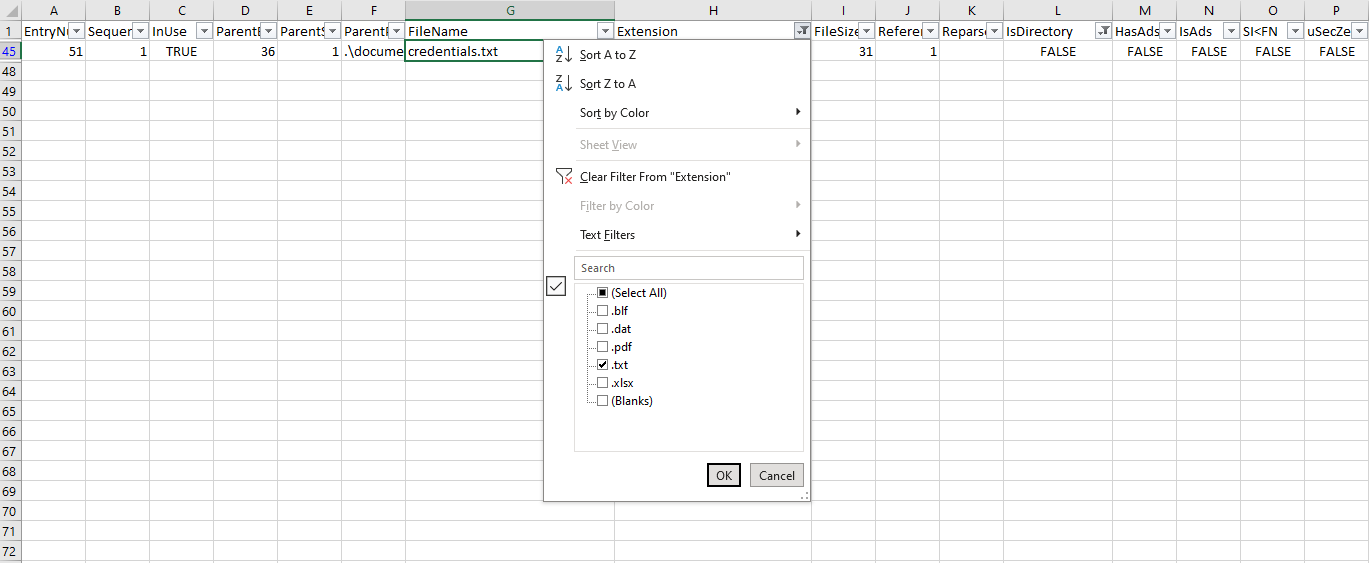 A B C D E F G H I J K L M N O P
1 EntryNu Sequer InUse ParentE ParentS ParentF FileName Extension FileSize Referer Reparse IsDirectory HasAds IsAds SI<FN uSecZe
45 51 1 TRUE 36 1 .\docume credentials.txt 31 1 FALSE FALSE FALSE FALSE FALSE
Sort A to Z
48
Sort Z to A
49
Sort by Color
50
51
Sheet View
52
53
Clear Filter From "Extension"
54
Filter by Color
55
Text Filters
56
57
Search
58
(Select All)
59
.blf
60
.dat
61
.pdf
62
.txt
63
.xlsx
64
(Blanks)
65
66
67
OK Cancel
68
69
70
71
72